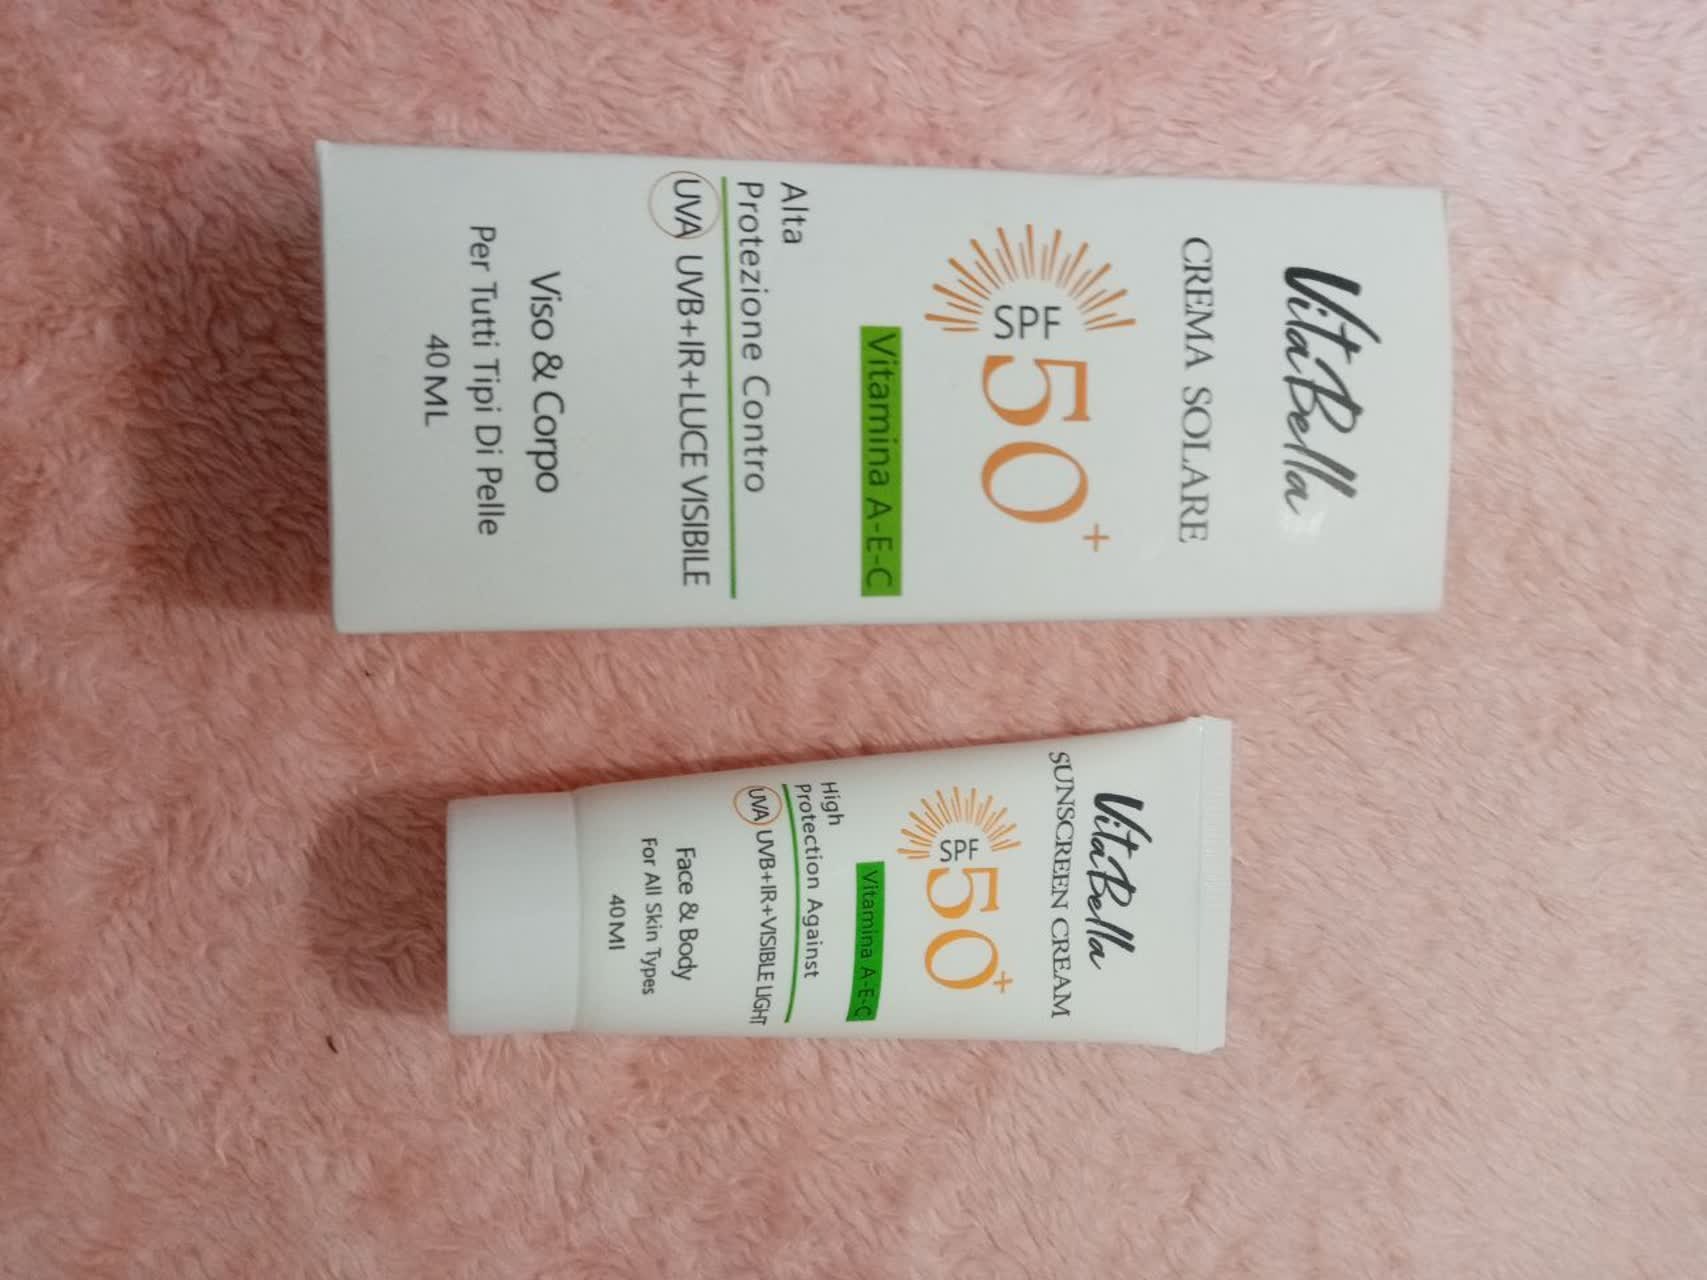 VitaBella
CREMA SOLARE
SPF 50+
Vitamina A-E-C
Alta
Protezione Contro
UVA UVB+IR+LUCE VISIBILE
Viso & Corpo
Per Tutti Tipi Di Pelle
40 ML
VitaBella
SUNSCREEN CREAM
SPF 50+
Vitamina A-E-C
High
Protection Against
UVA UVB+IR+VISIBLE LIGHT
Face & Body
For All Skin Types
40 Ml